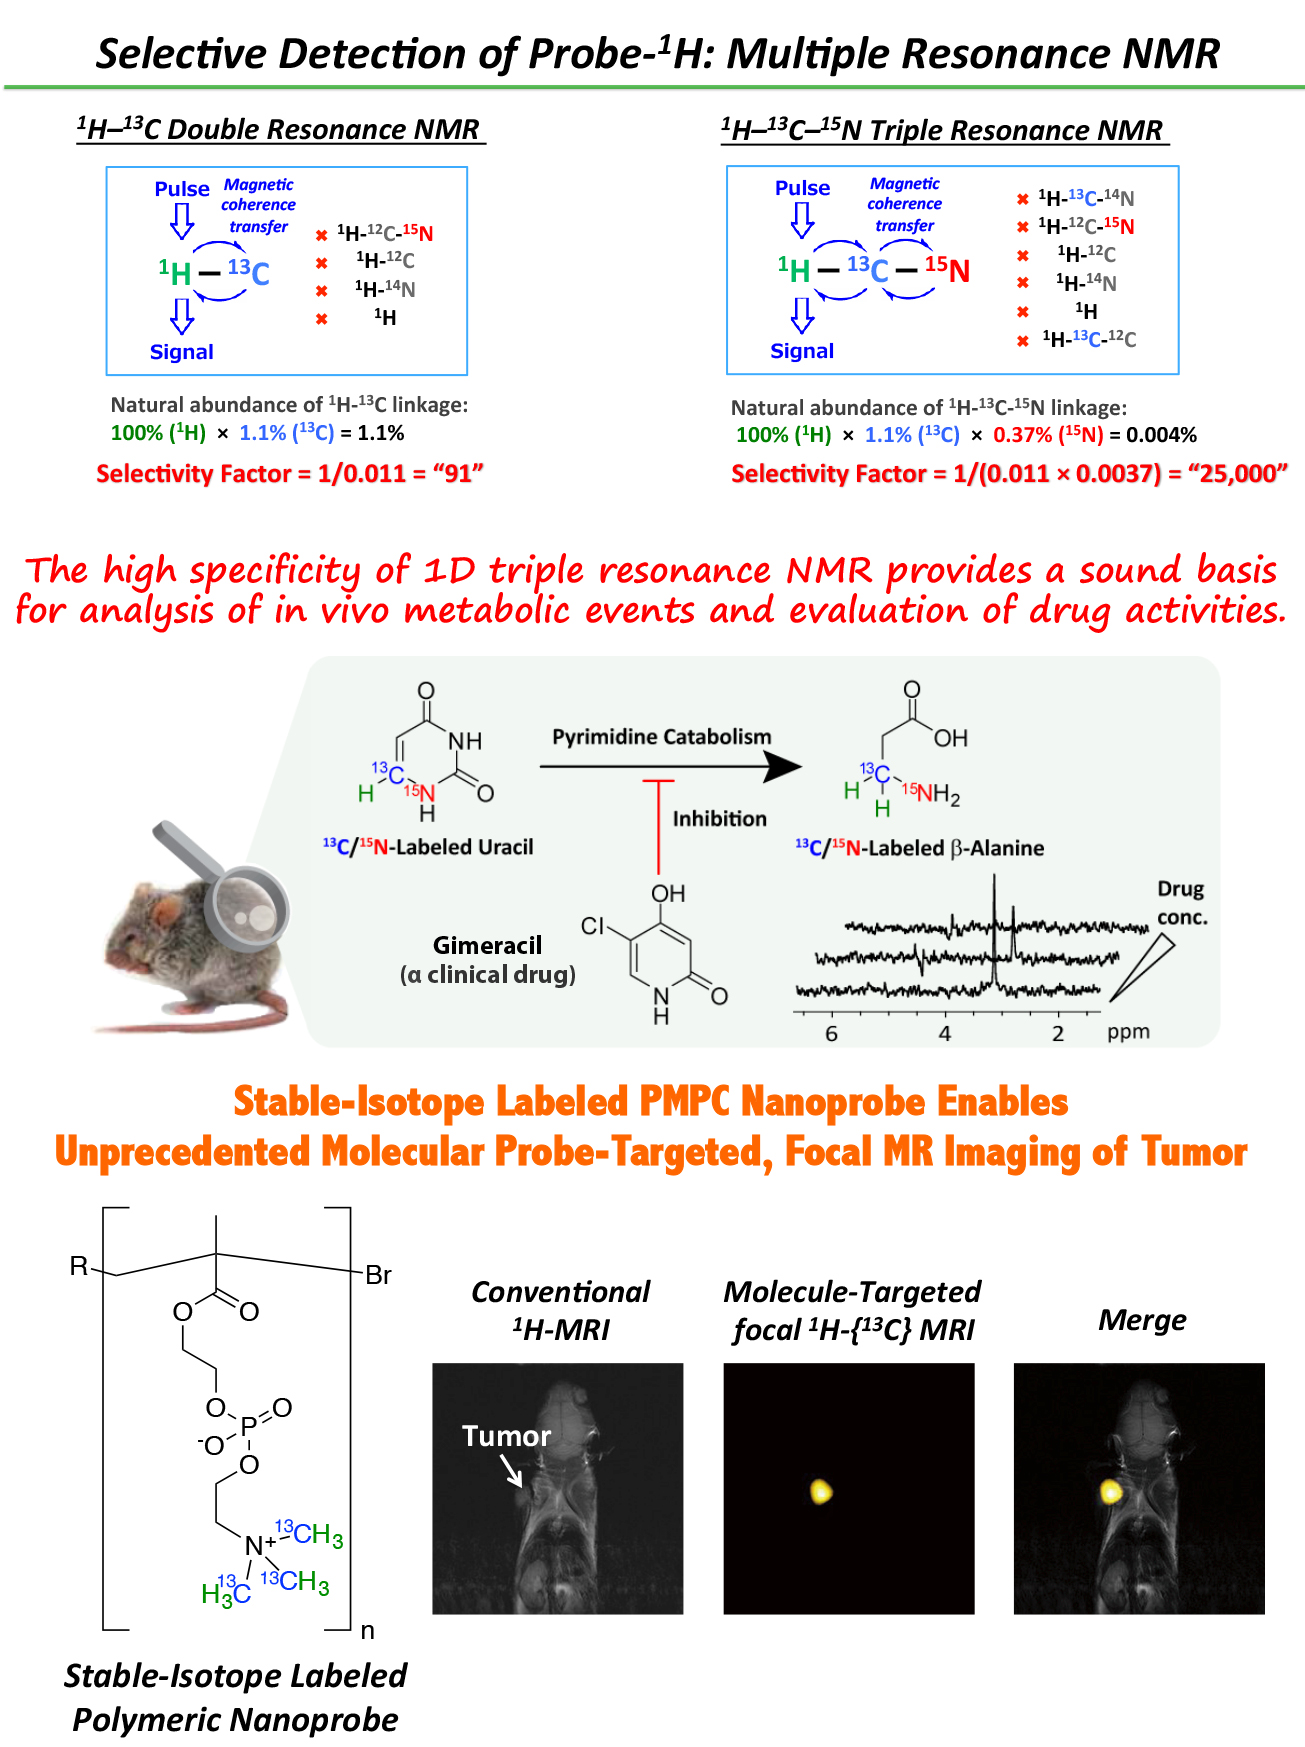 Selective Detection of Probe-¹H: Multiple Resonance NMR
¹H–¹³C Double Resonance NMR
Pulse
Magnetic
coherence
transfer
¹H – ¹³C
Signal
✖ ¹H-¹²C-¹⁵N
✖ ¹H-¹²C
✖ ¹H-¹⁴N
✖ ¹H
Natural abundance of ¹H-¹³C linkage:
100% (¹H) × 1.1% (¹³C) = 1.1%
Selectivity Factor = 1/0.011 = “91”
¹H–¹³C–¹⁵N Triple Resonance NMR
Pulse
Magnetic
coherence
transfer
¹H – ¹³C – ¹⁵N
Signal
✖ ¹H-¹³C-¹⁴N
✖ ¹H-¹²C-¹⁵N
✖ ¹H-¹²C
✖ ¹H-¹⁴N
✖ ¹H
✖ ¹H-¹³C-¹²C
Natural abundance of ¹H-¹³C-¹⁵N linkage:
100% (¹H) × 1.1% (¹³C) × 0.37% (¹⁵N) = 0.004%
Selectivity Factor = 1/(0.011 × 0.0037) = “25,000”
The high specificity of 1D triple resonance NMR provides a sound basis
for analysis of in vivo metabolic events and evaluation of drug activities.
O
NH
¹³C
H
¹⁵N
H
O
¹³C/¹⁵N-Labeled Uracil
Pyrimidine Catabolism
Inhibition
O
OH
¹³C
H
H
¹⁵NH₂
¹³C/¹⁵N-Labeled β-Alanine
Gimeracil
(α clinical drug)
OH
Cl
N
H
O
Drug
conc.
6 4 2 ppm
Stable-Isotope Labeled PMPC Nanoprobe Enables
Unprecedented Molecular Probe-Targeted, Focal MR Imaging of Tumor
R
Br
O
O
O
P
O
⁻O
O
N⁺
¹³CH₃
¹³CH₃
H₃¹³C
n
Stable-Isotope Labeled
Polymeric Nanoprobe
Conventional
¹H-MRI
Tumor
Molecule-Targeted
focal ¹H-{¹³C} MRI
Merge